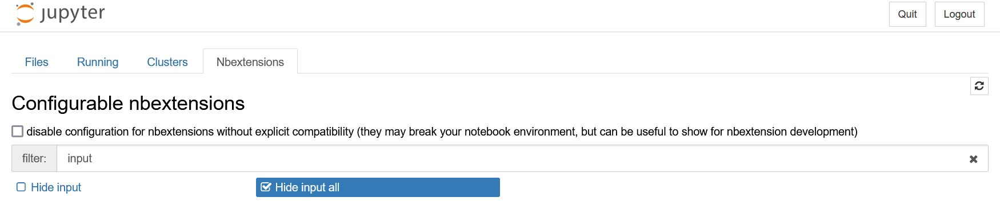 jupyter
Quit
Logout
Files
Running
Clusters
Nbextensions
Configurable nbextensions
disable configuration for nbextensions without explicit compatibility (they may break your notebook environment, but can be useful to show for nbextension development)
filter:
input
Hide input
Hide input all